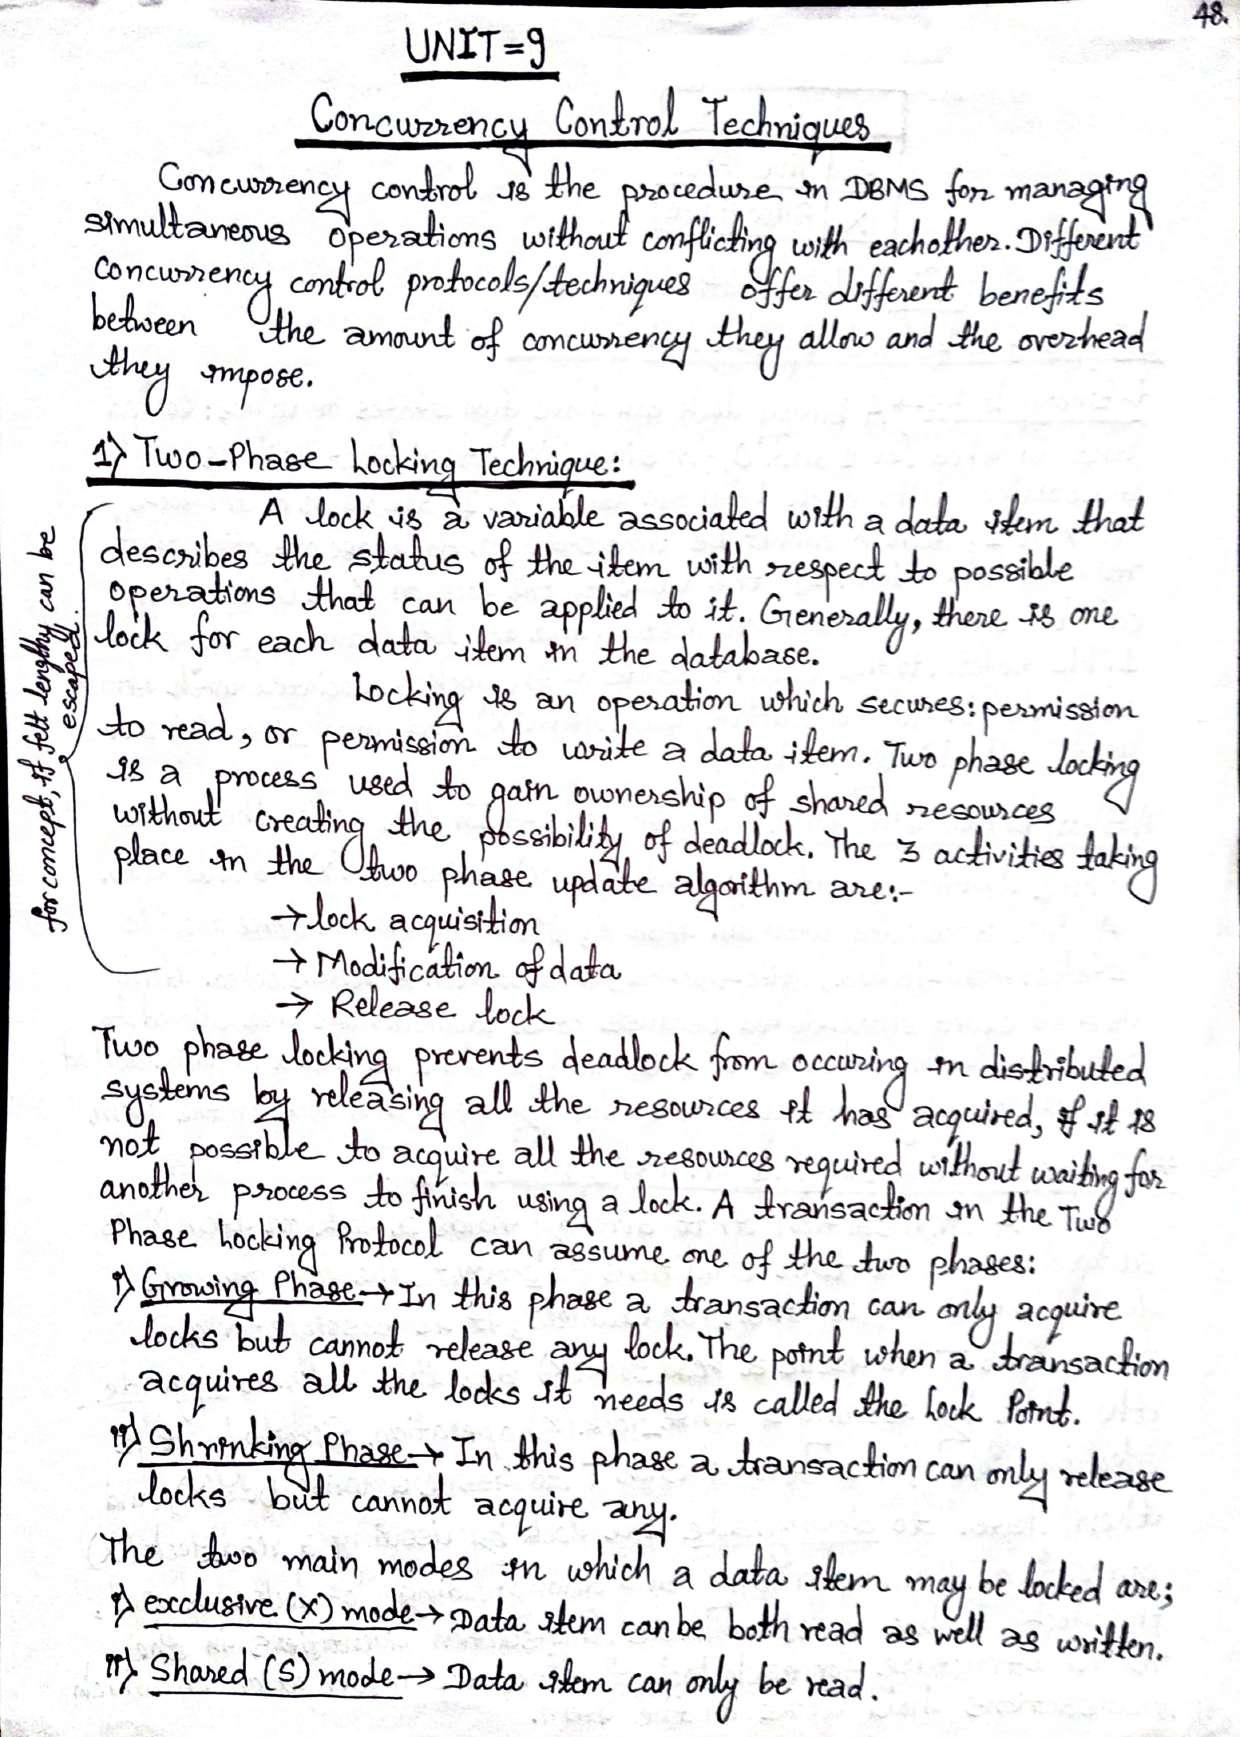 48.
UNIT=9
Concurrency Control Techniques
Concurrency control is the procedure in DBMS for managing
simultaneous operations without conflicting with eachother. Different
concurrency control protocols/techniques offer different benefits
between the amount of concurrency they allow and the overhead
they impose.
1) Two-Phase Locking Technique:
A lock is a variable associated with a data item that
describes the status of the item with respect to possible
operations that can be applied to it. Generally, there is one
lock for each data item in the database.
Locking is an operation which secures: permission
to read, or permission to write a data item. Two phase locking
is a process used to gain ownership of shared resources
without creating the possibility of deadlock. The 3 activities taking
place in the two phase update algorithm are:-
→ lock acquisition
→ Modification of data
→ Release lock
for concept, if felt lengthy can be
escaped.
Two phase locking prevents deadlock from occuring in distributed
systems by releasing all the resources it has acquired, if it is
not possible to acquire all the resources required without waiting for
another process to finish using a lock. A transaction in the Two
Phase Locking Protocol can assume one of the two phases:
i) Growing Phase → In this phase a transaction can only acquire
locks but cannot release any lock. The point when a transaction
acquires all the locks it needs is called the Lock Point.
ii) Shrinking Phase → In this phase a transaction can only release
locks but cannot acquire any.
The two main modes in which a data item may be locked are;
i) exclusive (X) mode → Data item can be both read as well as written.
ii) Shared (S) mode → Data item can only be read.